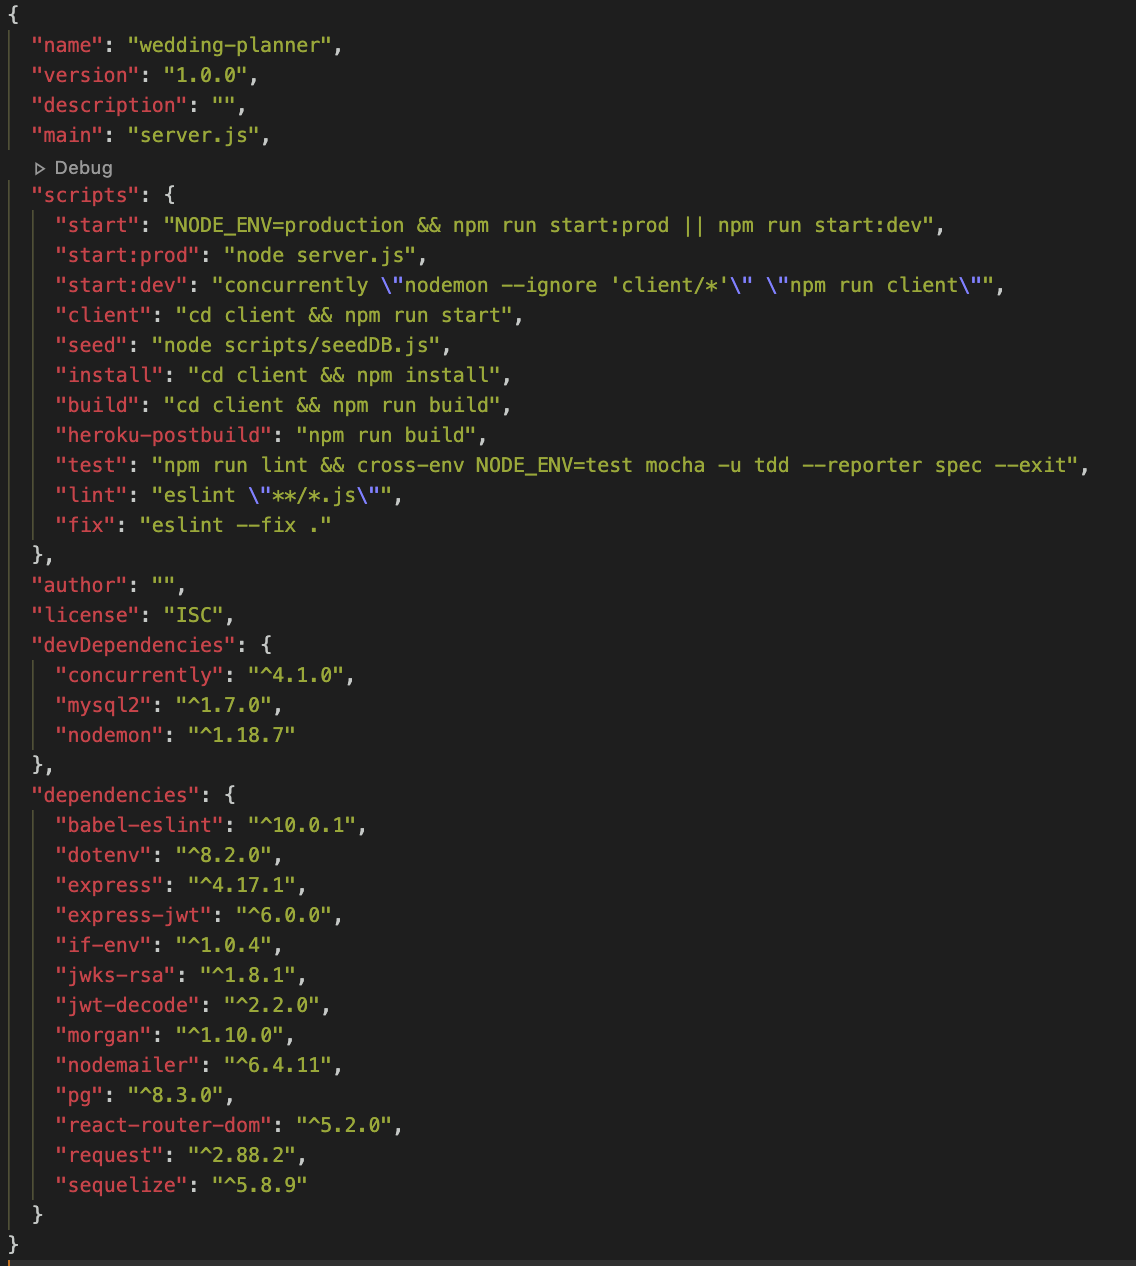 {
"name": "wedding-planner",
"version": "1.0.0",
"description": "",
"main": "server.js",
Debug
"scripts": {
"start": "NODE_ENV=production && npm run start:prod || npm run start:dev",
"start:prod": "node server.js",
"start:dev": "concurrently \"nodemon --ignore 'client/*'\" \"npm run client\"",
"client": "cd client && npm run start",
"seed": "node scripts/seedDB.js",
"install": "cd client && npm install",
"build": "cd client && npm run build",
"heroku-postbuild": "npm run build",
"test": "npm run lint && cross-env NODE_ENV=test mocha -u tdd --reporter spec --exit",
"lint": "eslint \"**/*.js\"",
"fix": "eslint --fix ."
},
"author": "",
"license": "ISC",
"devDependencies": {
"concurrently": "^4.1.0",
"mysql2": "^1.7.0",
"nodemon": "^1.18.7"
},
"dependencies": {
"babel-eslint": "^10.0.1",
"dotenv": "^8.2.0",
"express": "^4.17.1",
"express-jwt": "^6.0.0",
"if-env": "^1.0.4",
"jwks-rsa": "^1.8.1",
"jwt-decode": "^2.2.0",
"morgan": "^1.10.0",
"nodemailer": "^6.4.11",
"pg": "^8.3.0",
"react-router-dom": "^5.2.0",
"request": "^2.88.2",
"sequelize": "^5.8.9"
}
}